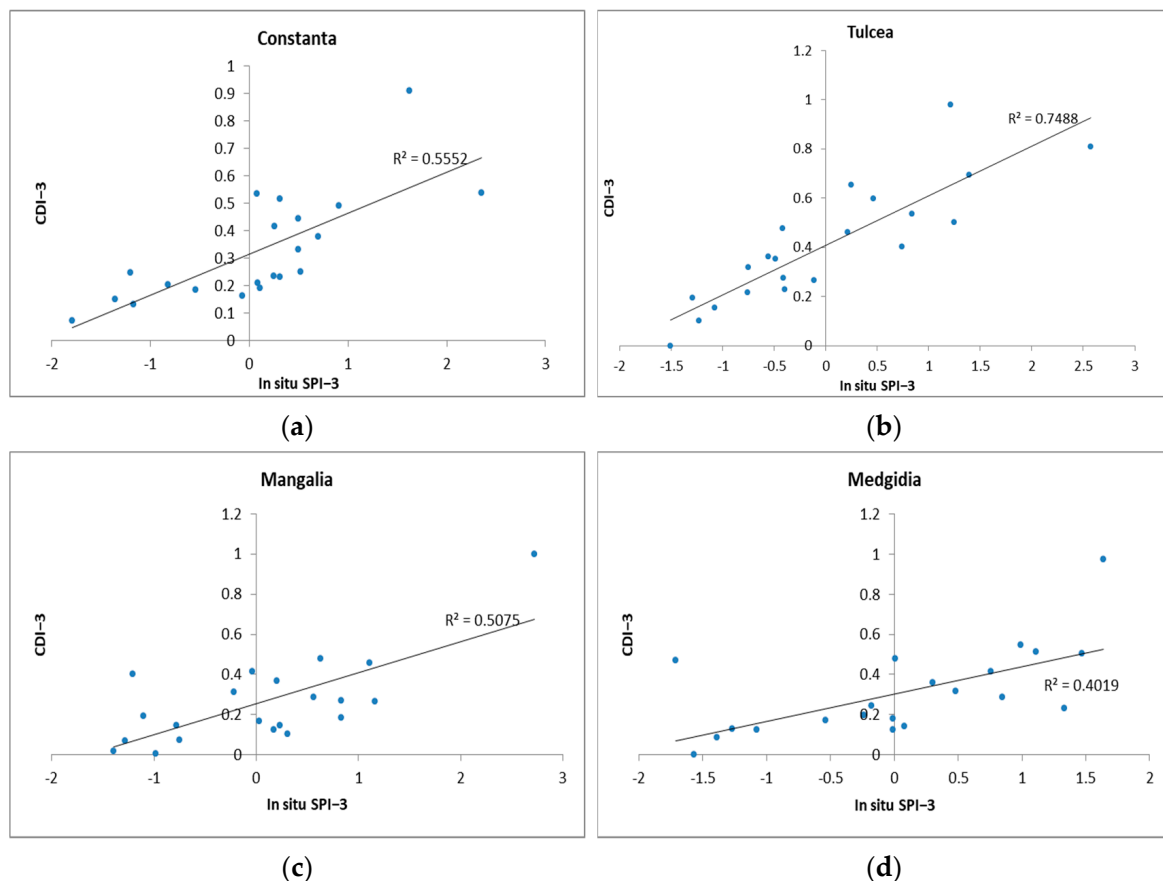 Constanta
1
0.9
0.8
0.7
0.6
0.5
0.4
0.3
0.2
0.1
0
R² = 0.5552
CDI−3
-2 -1 0 1 2 3
In situ SPI−3
(a)
Tulcea
1.2
1
0.8
0.6
0.4
0.2
0
R² = 0.7488
CDI−3
-2 -1.5 -1 -0.5 0 0.5 1 1.5 2 2.5 3
In situ SPI−3
(b)
Mangalia
1.2
1
0.8
0.6
0.4
0.2
0
R² = 0.5075
CDI−3
-2 -1 0 1 2 3
In situ SPI−3
(c)
Medgidia
1.2
1
0.8
0.6
0.4
0.2
0
R² = 0.4019
CDI−3
-2 -1.5 -1 -0.5 0 0.5 1 1.5 2
In situ SPI−3
(d)